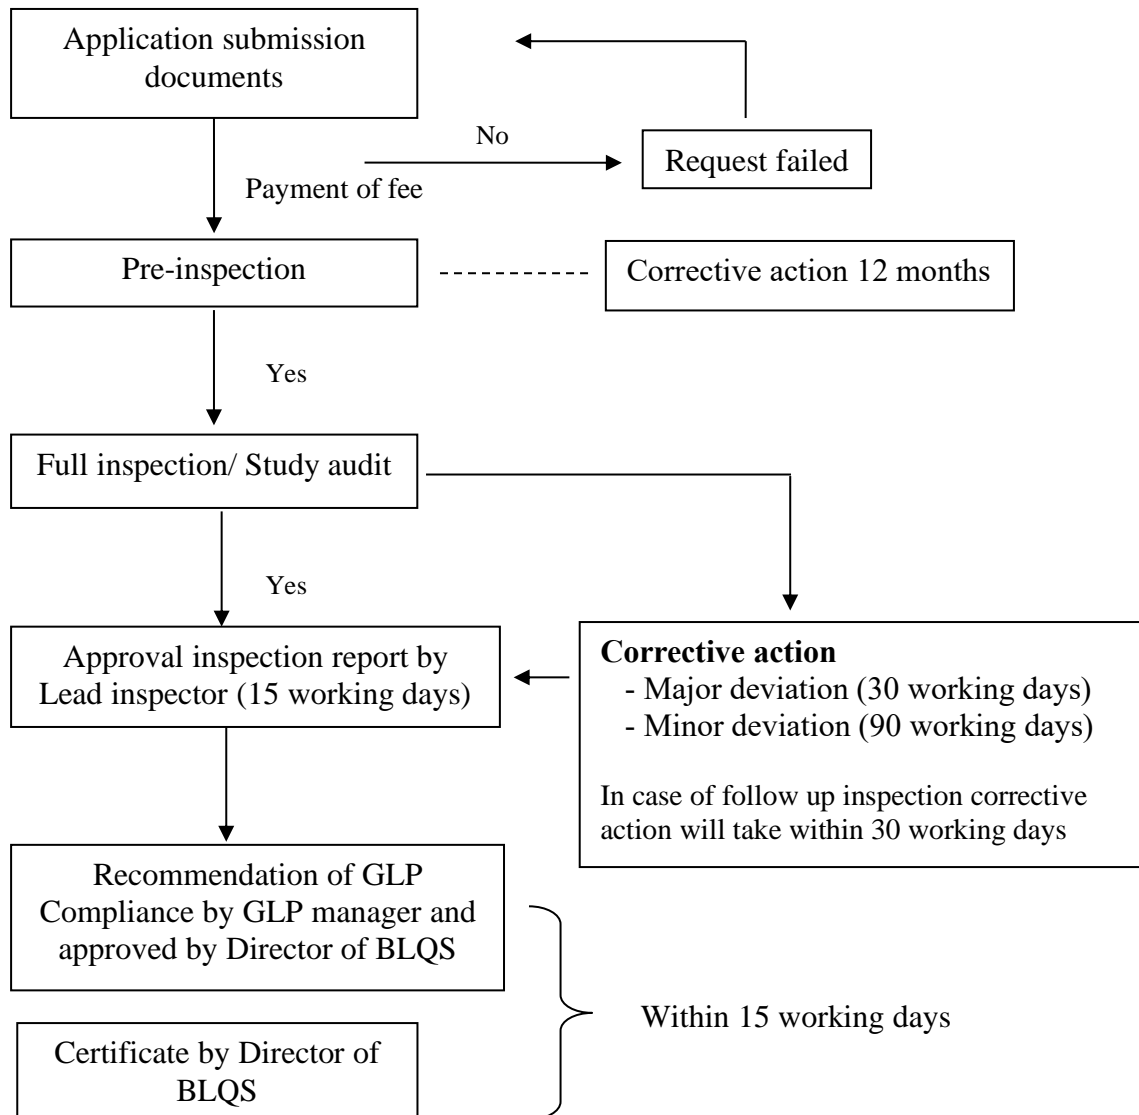 Application submission
documents
No
Request failed
Payment of fee
Pre-inspection
Corrective action 12 months
Yes
Full inspection/ Study audit
Yes
Approval inspection report by
Lead inspector (15 working days)
Corrective action
- Major deviation (30 working days)
- Minor deviation (90 working days)
In case of follow up inspection corrective
action will take within 30 working days
Recommendation of GLP
Compliance by GLP manager and
approved by Director of BLQS
Within 15 working days
Certificate by Director of
BLQS